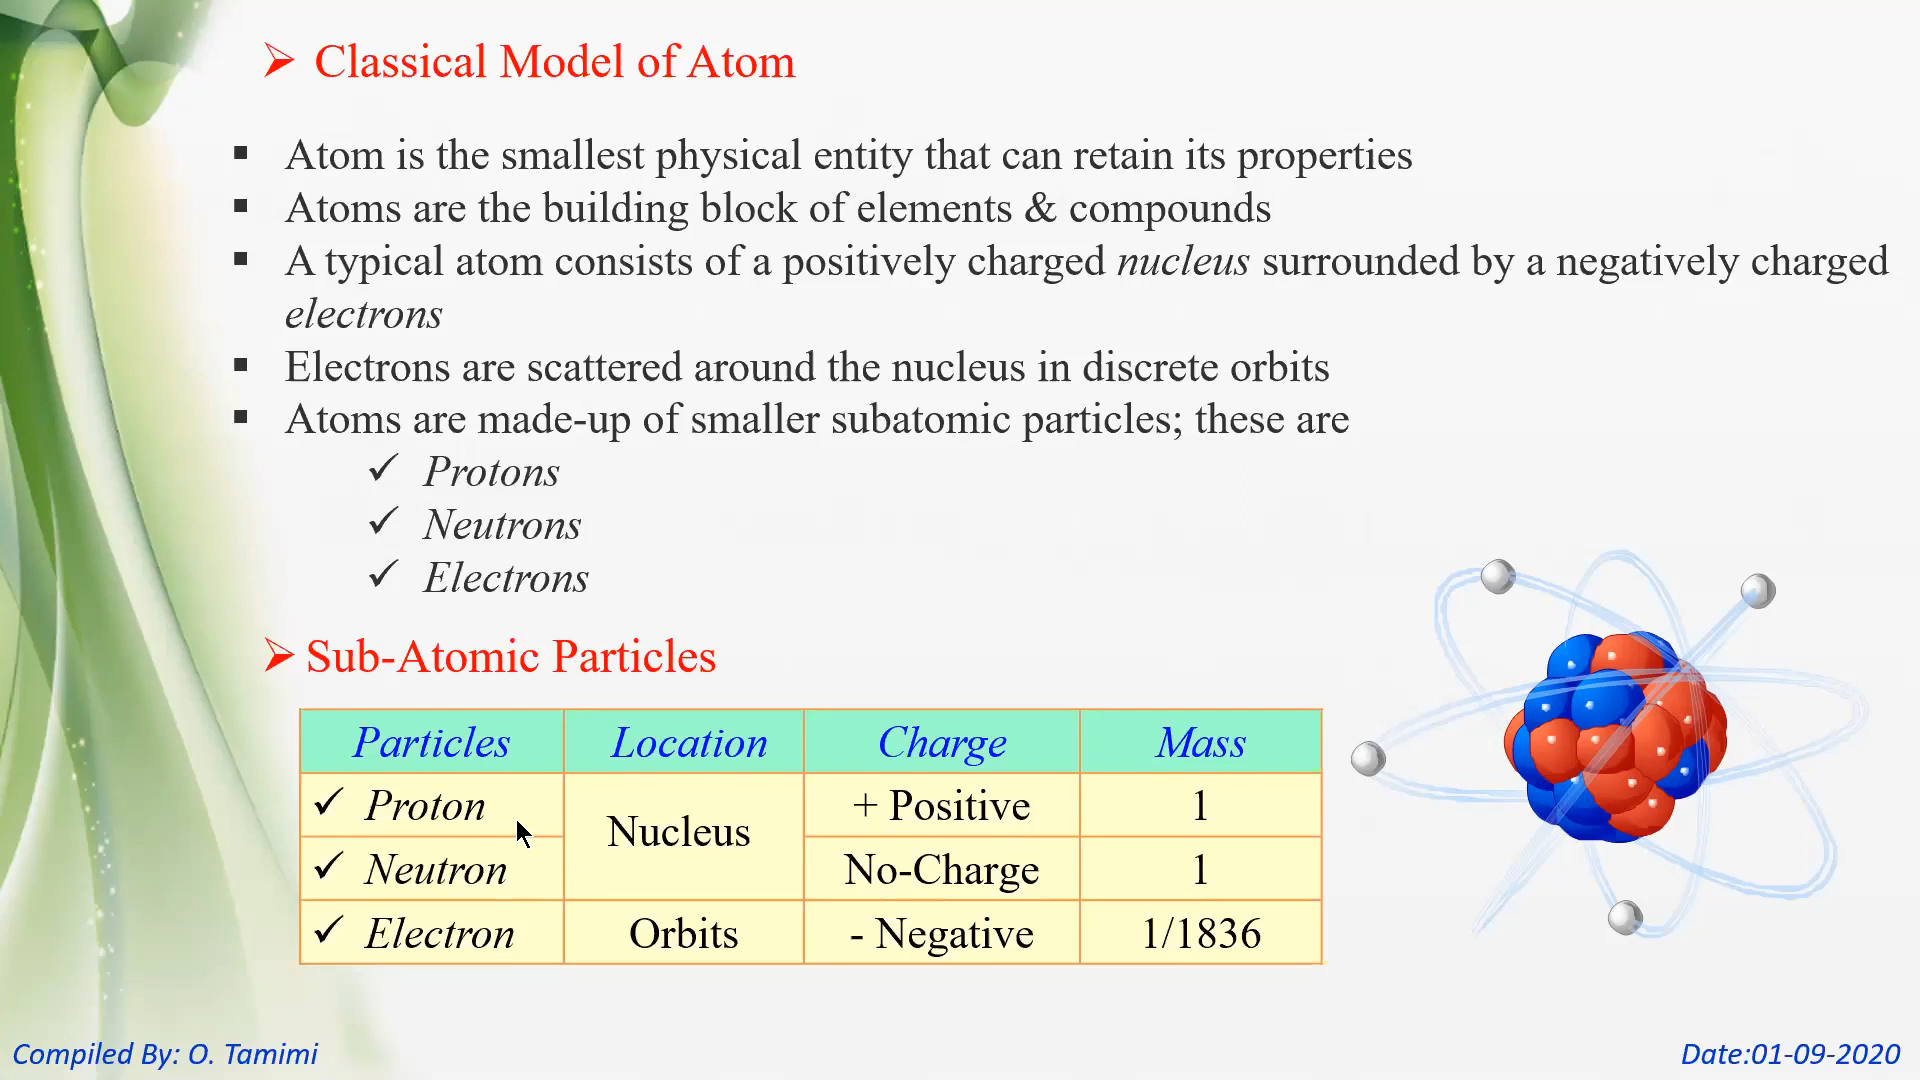 Classical Model of Atom
Atom is the smallest physical entity that can retain its properties
Atoms are the building block of elements & compounds
A typical atom consists of a positively charged nucleus surrounded by a negatively charged
electrons
Electrons are scattered around the nucleus in discrete orbits
Atoms are made-up of smaller subatomic particles; these are
✓ Protons
✓ Neutrons
✓ Electrons
Sub-Atomic Particles
Particles Location Charge Mass
✓ Proton Nucleus + Positive 1
✓ Neutron No-Charge 1
✓ Electron Orbits - Negative 1/1836
Compiled By: O. Tamimi
Date:01-09-2020